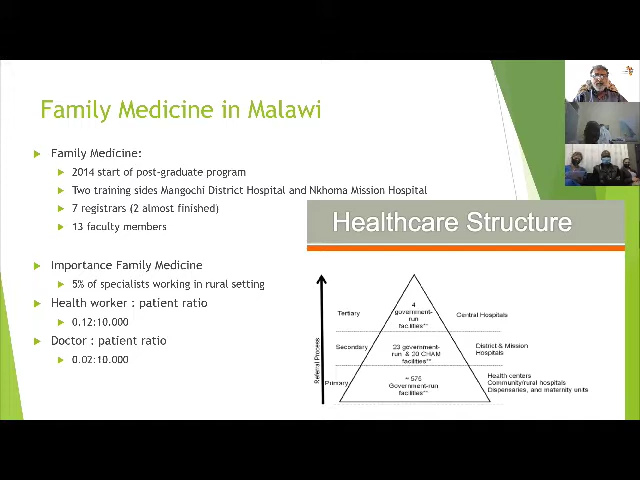 Family Medicine in Malawi
Family Medicine:
2014 start of post-graduate program
Two training sides Mangochi District Hospital and Nkhoma Mission Hospital
7 registrars (2 almost finished)
13 faculty members
Importance Family Medicine
5% of specialists working in rural setting
Health worker : patient ratio
0.12:10.000
Doctor : patient ratio
0.02:10.000
Healthcare Structure
Referral Process
Tertiary
4
government-
run
facilities**
Central Hospitals
Secondary
23 government-
run & 20 CHAM
facilities**
District & Mission
Hospitals
Primary
~ 575
Government-run
facilities**
Health centers
Community/rural hospitals
Dispensaries, and maternity units